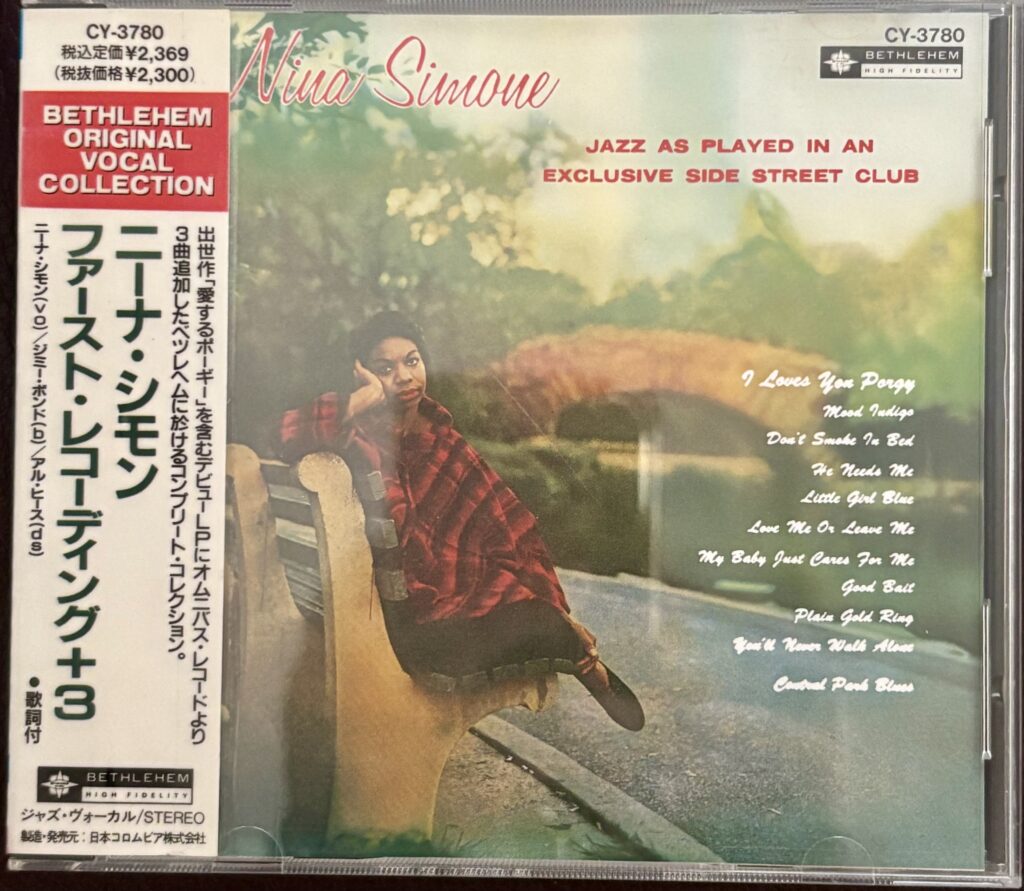 CY-3780
税込定価¥2,369
(税抜価格¥2,300)
BETHLEHEM
ORIGINAL
VOCAL
COLLECTION
出世作「愛するポーギー」を含むデビューLPにオムニバス・レコードより
3曲追加したベツレヘムに於けるコンプリート・コレクション。
ニーナ・シモン
ファースト・レコーディング+3
ニーナ・シモン(vo)/ジミー・ボンド(b)/アル・ヒース(ds)
•歌詞付
BETHLEHEM
HIGH FIDELITY
ジャズ・ヴォーカル/STEREO
製造・発売元:日本コロムビア株式会社
Nina Simone
CY-3780
BETHLEHEM
HIGH FIDELITY
JAZZ AS PLAYED IN AN
EXCLUSIVE SIDE STREET CLUB
I Loves You Porgy
Mood Indigo
Don't Smoke In Bed
He Needs Me
Little Girl Blue
Love Me Or Leave Me
My Baby Just Cares For Me
Good Bait
Plain Gold Ring
You'll Never Walk Alone
Central Park Blues